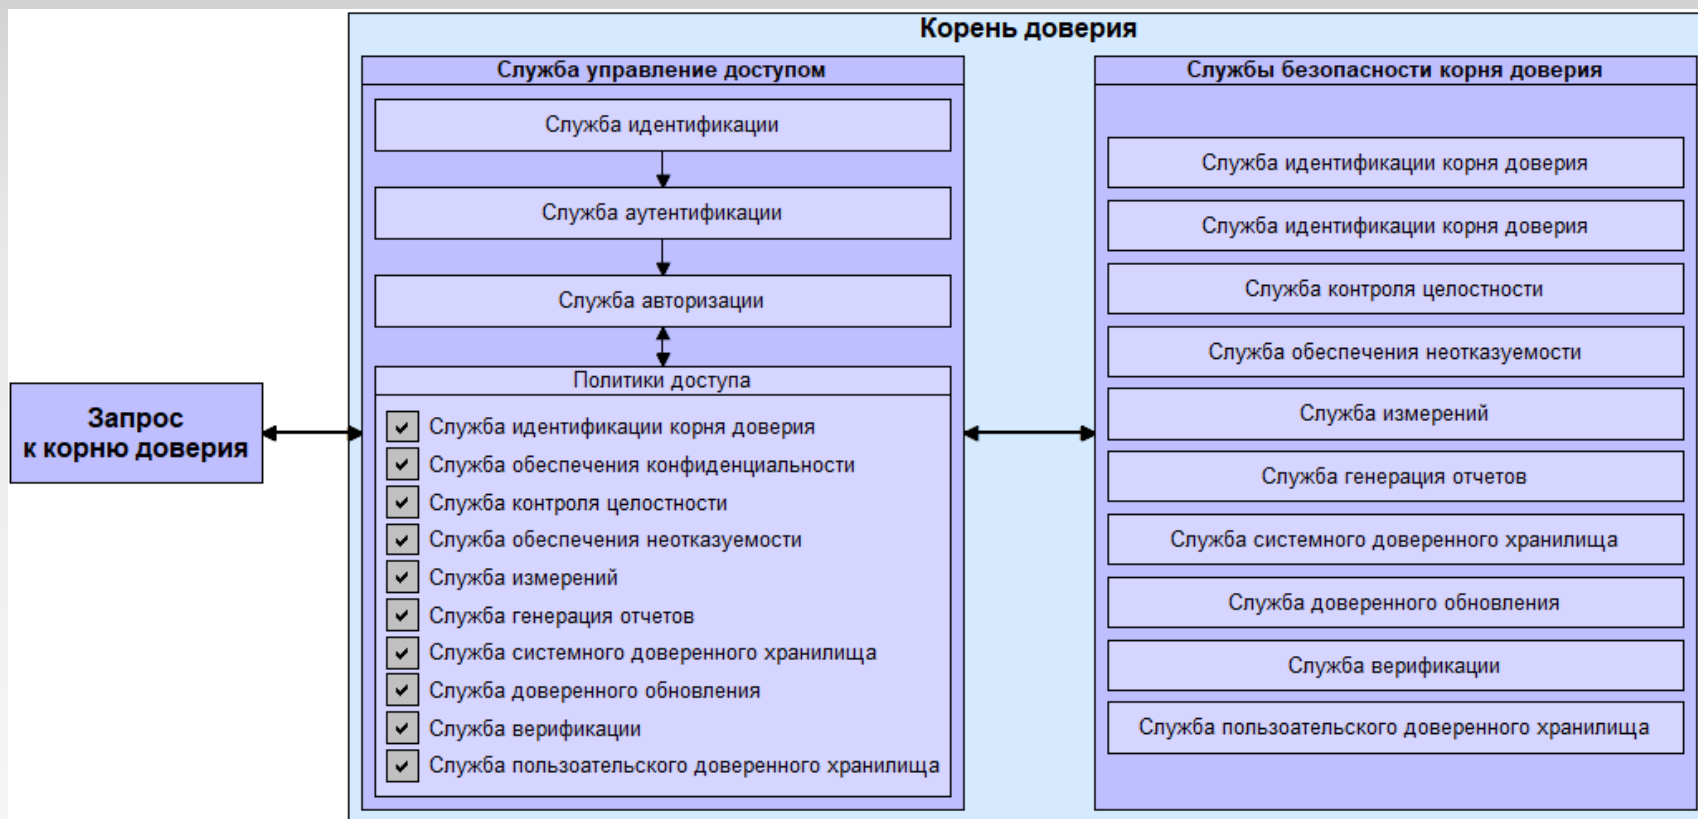 Корень доверия
Служба управление доступом
Служба идентификации
Служба аутентификации
Служба авторизации
Политики доступа
Служба идентификации корня доверия
Служба обеспечения конфиденциальности
Служба контроля целостности
Служба обеспечения неотказуемости
Служба измерений
Служба генерация отчетов
Служба системного доверенного хранилища
Служба доверенного обновления
Служба верификации
Служба пользоательского доверенного хранилища
Запрос
к корню доверия
Службы безопасности корня доверия
Служба идентификации корня доверия
Служба идентификации корня доверия
Служба контроля целостности
Служба обеспечения неотказуемости
Служба измерений
Служба генерация отчетов
Служба системного доверенного хранилища
Служба доверенного обновления
Служба верификации
Служба пользоательского доверенного хранилища